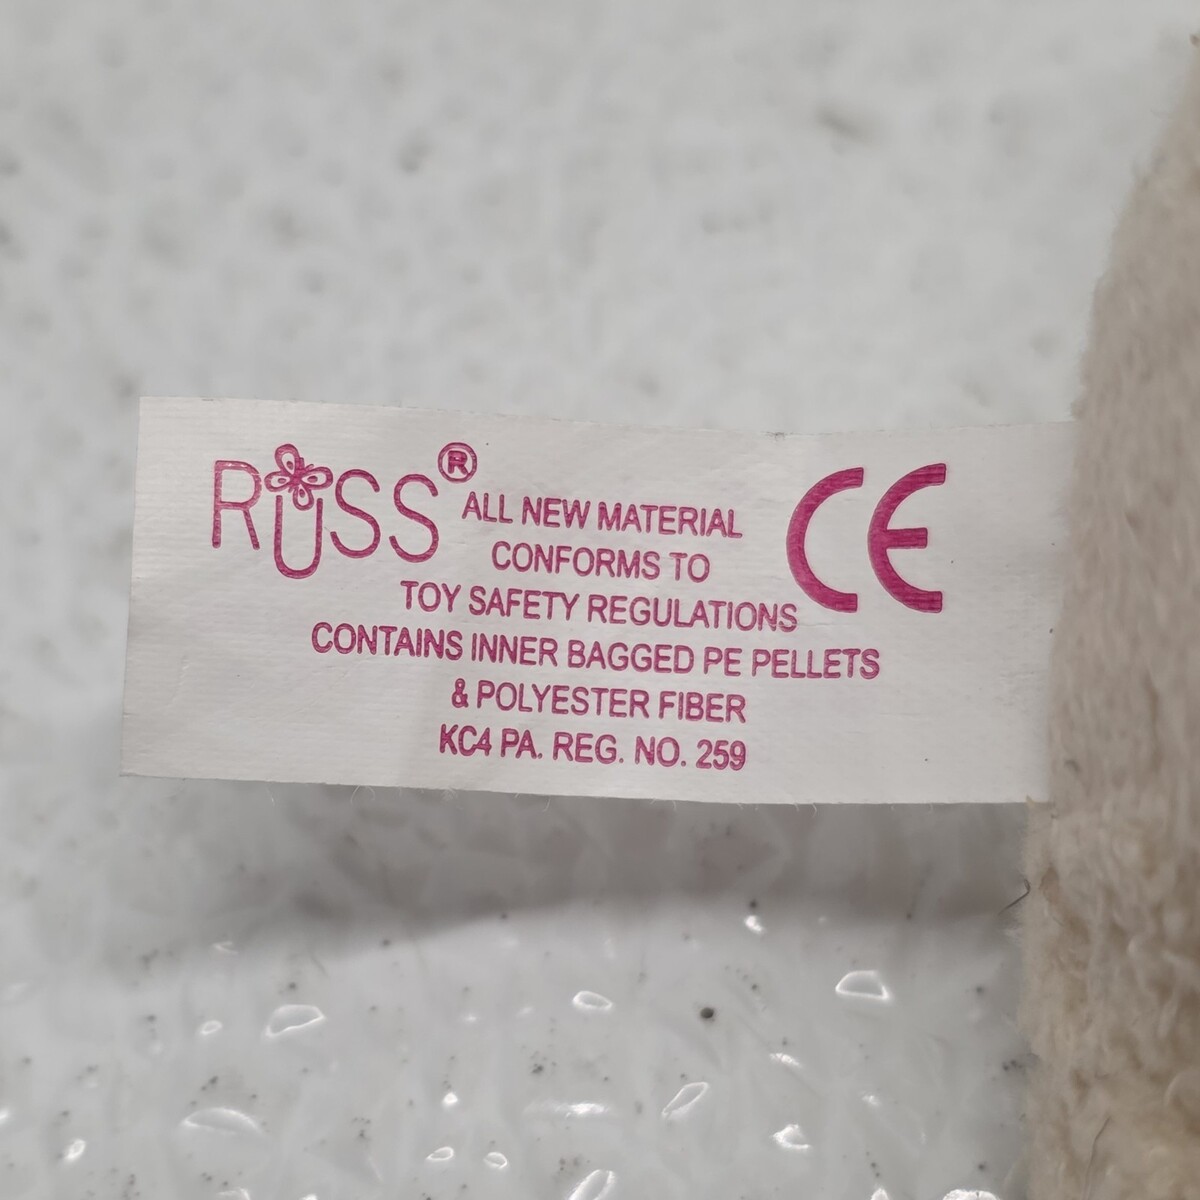 RUSS®
ALL NEW MATERIAL
CONFORMS TO
TOY SAFETY REGULATIONS
CONTAINS INNER BAGGED PE PELLETS
& POLYESTER FIBER
KC4 PA. REG. NO. 259
CE